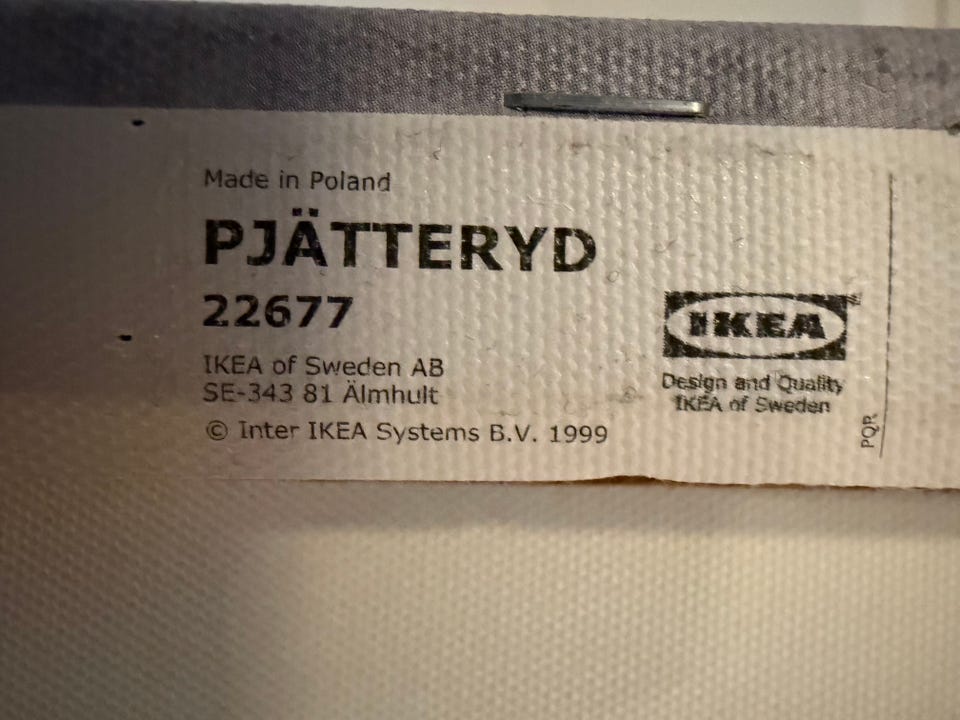 Made in Poland
PJÄTTERYD
22677
IKEA of Sweden AB
SE-343 81 Älmhult
© Inter IKEA Systems B.V. 1999
IKEA
Design and Quality
IKEA of Sweden
PQR